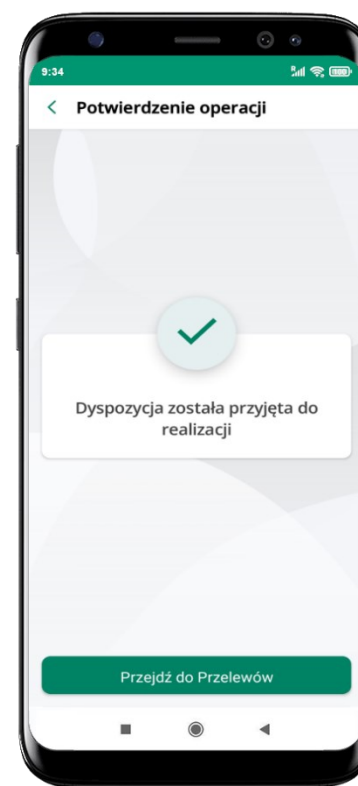 9:34
Potwierdzenie operacji
Dyspozycja została przyjęta do
realizacji
Przejdź do Przelewów